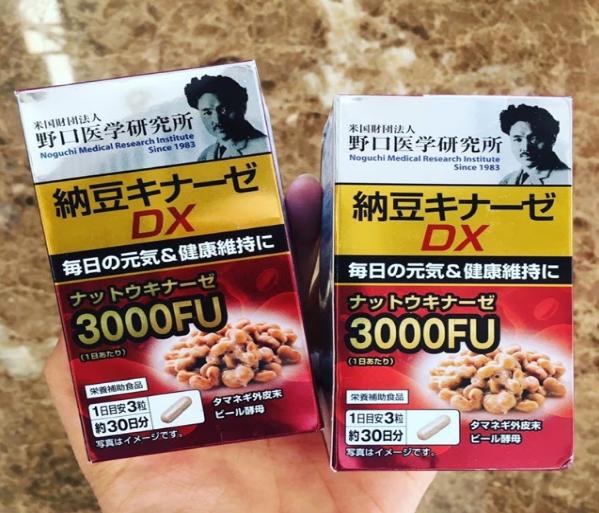 米国財団法人
野口医学研究所
Noguchi Medical Research Institute
Since 1983
納豆キナーゼ
DX
毎日の元気&健康維持に
ナットウキナーゼ
3000FU
(1日あたり)
栄養補助食品
1日目安3粒
約30日分
写真はイメージです。
タマネギ外皮末
ビール酵母
米国財団法人
野口医学研究所
Noguchi Medical Research Institute
Since 1983
納豆キナーゼ
DX
毎日の元気&健康維持に
ナットウキナーゼ
3000FU
(1日あたり)
栄養補助食品
1日目安3粒
約30日分
写真はイメージです。
タマネギ外皮末
ビール酵母